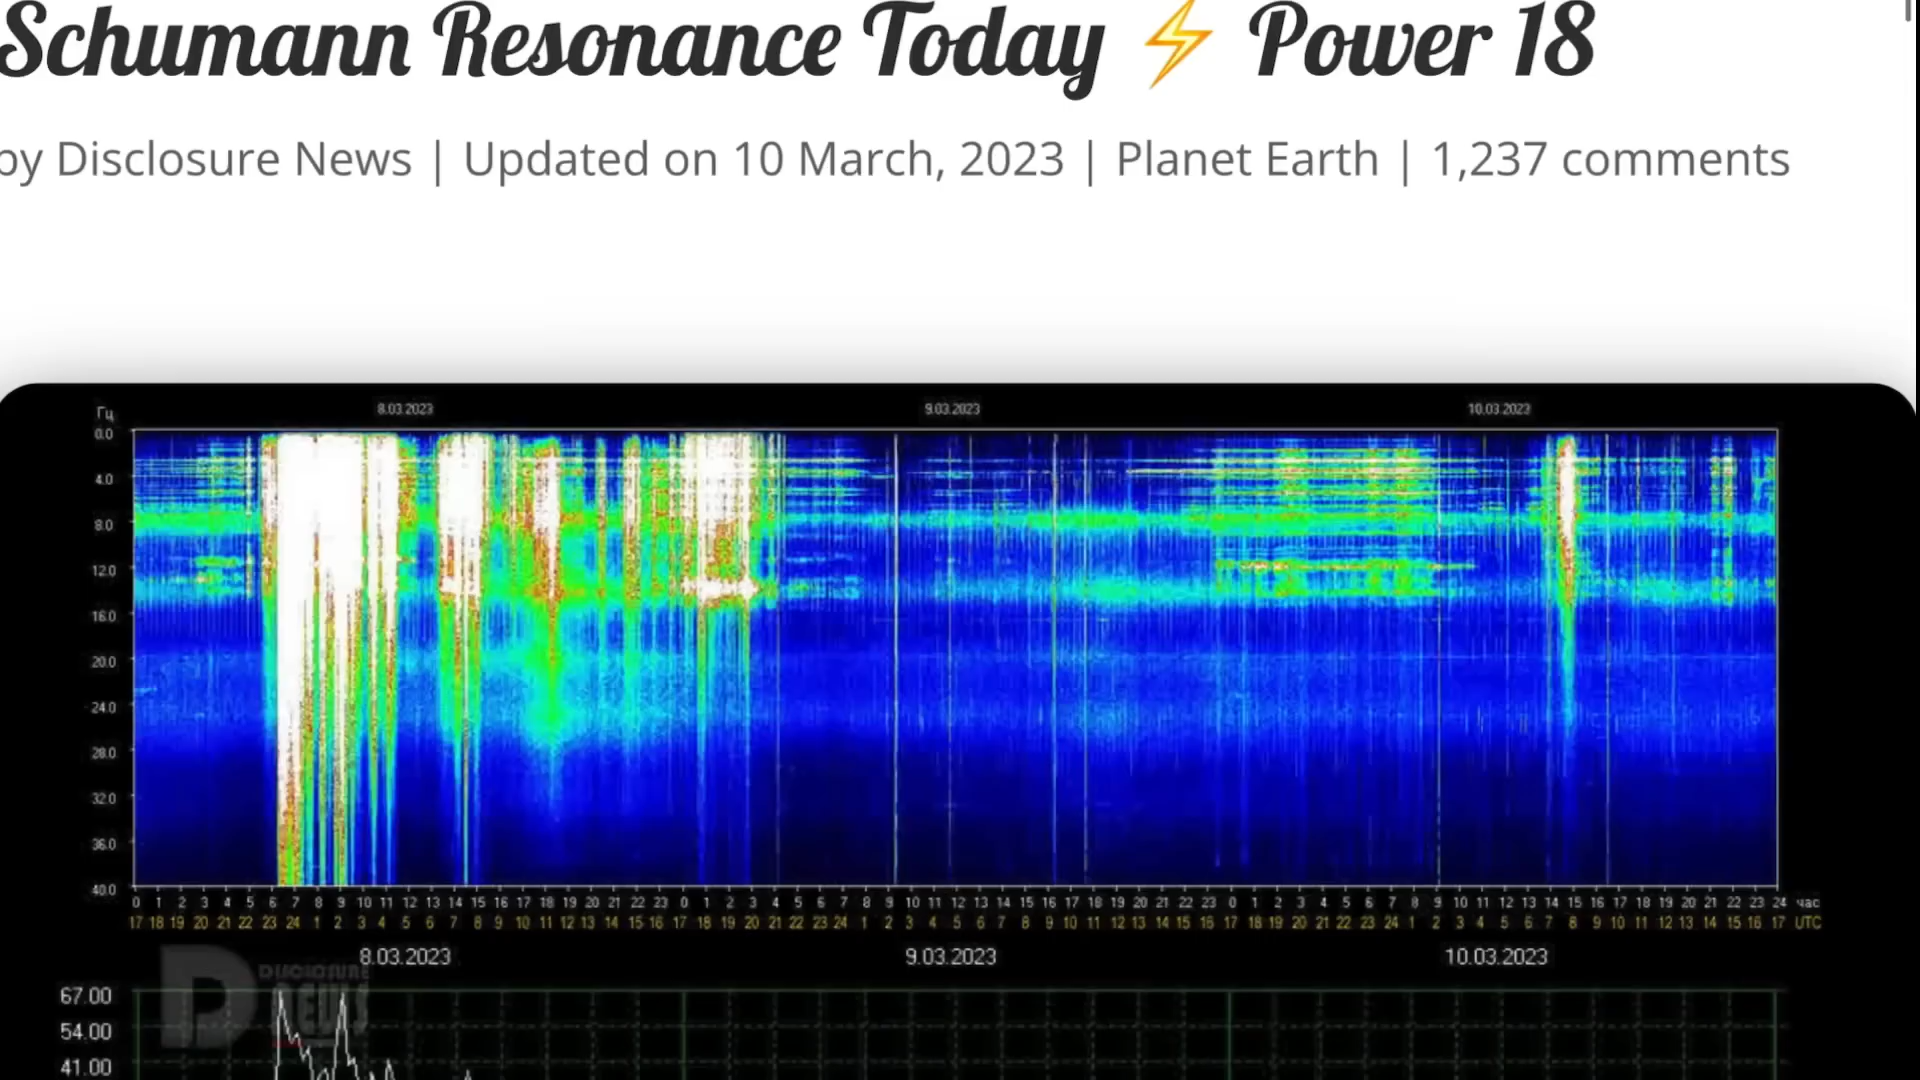 Schumann Resonance Today ⚡ Power 18
by Disclosure News | Updated on 10 March, 2023 | Planet Earth | 1,237 comments
Гц 8.03.2023 9.03.2023 10.03.2023
0.0
4.0
8.0
12.0
16.0
20.0
24.0
28.0
32.0
36.0
40.0
0 1 2 3 4 5 6 7 8 9 10 11 12 13 14 15 16 17 18 19 20 21 22 23 0 1 2 3 4 5 6 7 8 9 10 11 12 13 14 15 16 17 18 19 20 21 22 23 0 1 2 3 4 5 6 7 8 9 10 11 12 13 14 15 16 17 18 19 20 21 22 23 24 час
17 18 19 20 21 22 23 24 1 2 3 4 5 6 7 8 9 10 11 12 13 14 15 16 17 18 19 20 21 22 23 24 1 2 3 4 5 6 7 8 9 10 11 12 13 14 15 16 17 18 19 20 21 22 23 24 1 2 3 4 5 6 7 8 9 10 11 12 13 14 15 16 17 UTC
8.03.2023 9.03.2023 10.03.2023
DISCLOSURE
NEWS
67.00
54.00
41.00